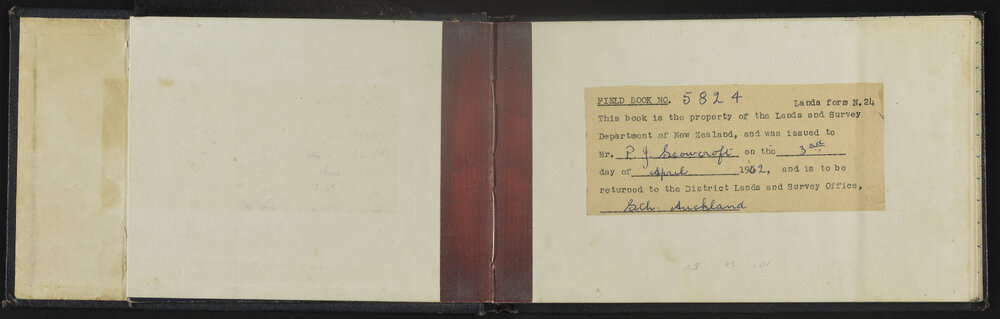 FIELD BOOK NO. 5824 Lands form N.24
This book is the property of the Lands and Survey
Department of New Zealand, and was issued to
Mr. P. J. Scowcroft on the 3rd
day of April 1962, and is to be
returned to the District Lands and Survey Office,
Sth. Auckland